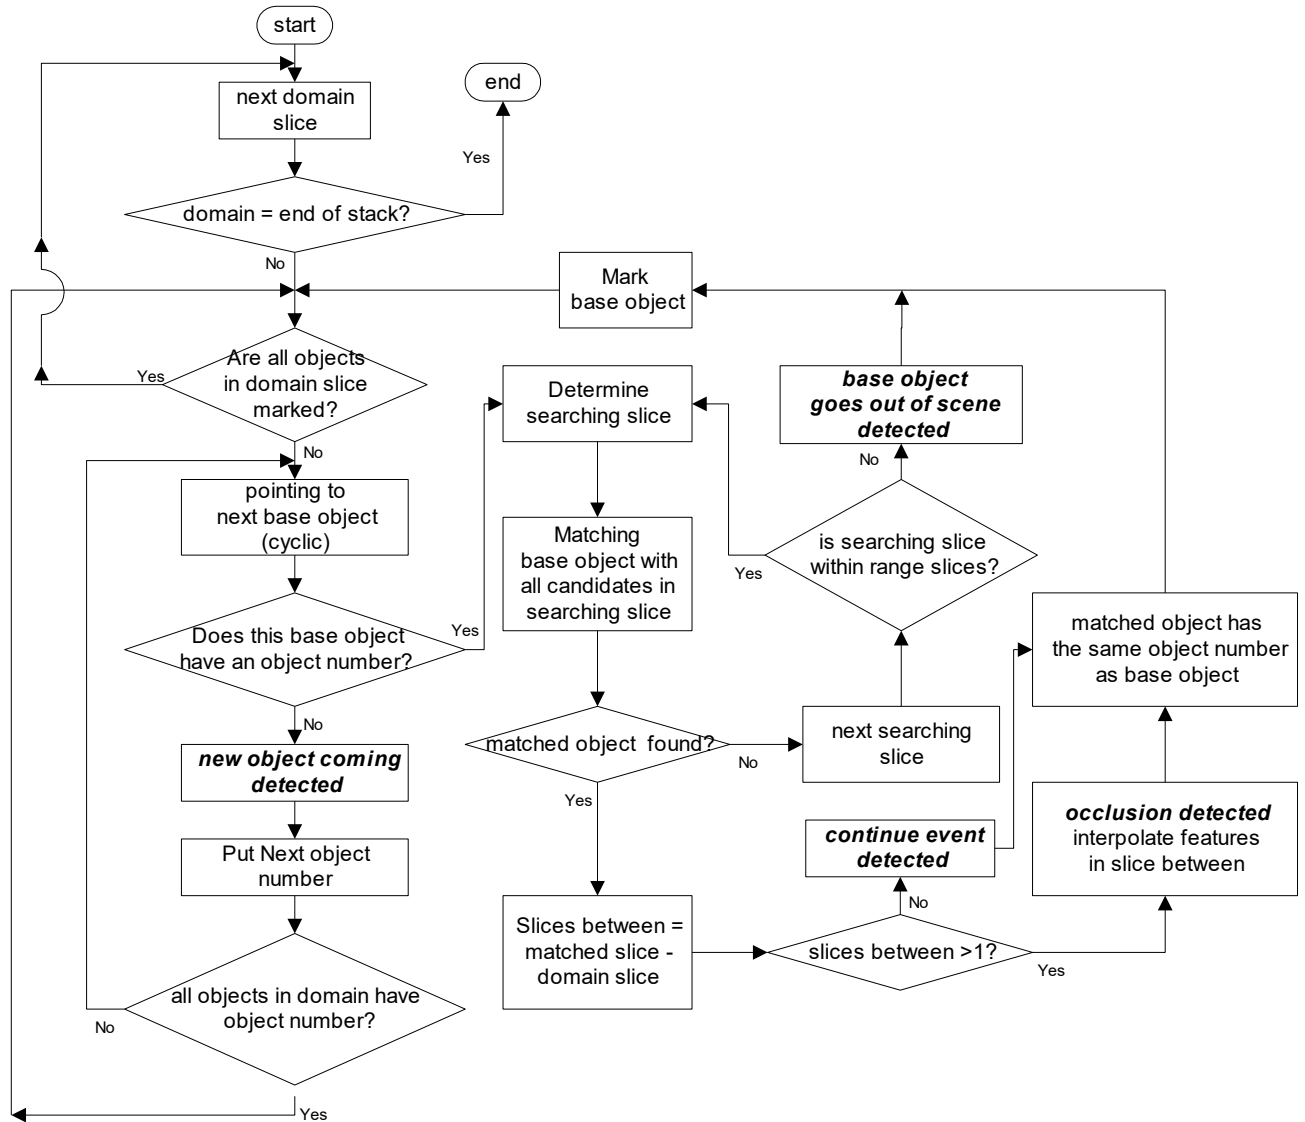 start
next domain
slice
end
Yes
domain = end of stack?
No
Mark
base object
Are all objects
in domain slice
marked?
Yes
No
pointing to
next base object
(cyclic)
Does this base object
have an object number?
Yes
No
new object coming
detected
Put Next object
number
all objects in domain have
object number?
No
Yes
Determine
searching slice
Matching
base object with
all candidates in
searching slice
matched object found?
No
Yes
next searching
slice
is searching slice
within range slices?
Yes
No
base object
goes out of scene
detected
Slices between =
matched slice -
domain slice
slices between >1?
No
Yes
continue event
detected
occlusion detected
interpolate features
in slice between
matched object has
the same object number
as base object